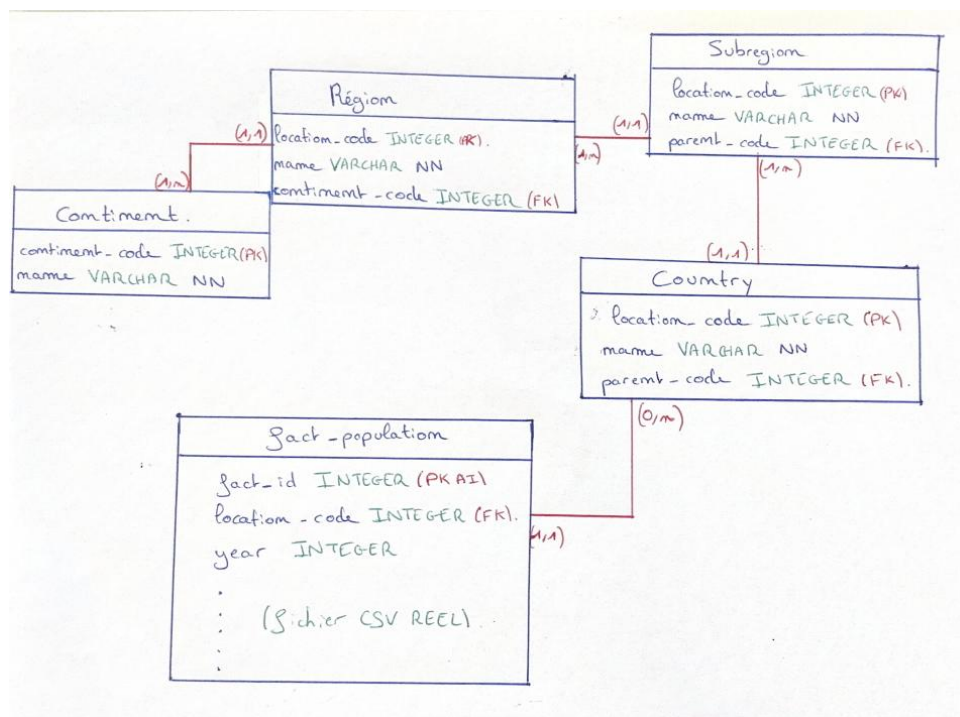 Région
location_code INTEGER (PK).
name VARCHAR NN
continent_code INTEGER (FK)
(1,1)
(1,n)
Continent.
continent_code INTEGER (PK)
name VARCHAR NN
Subregion
location_code INTEGER (PK)
name VARCHAR NN
parent_code INTEGER (FK).
(1,1)
(1,n)
(1,n)
(1,1)
Country
location_code INTEGER (PK)
name VARCHAR NN
parent_code INTEGER (FK).
(0,n)
fact_population
fact_id INTEGER (PK AI)
location_code INTEGER (FK).
year INTEGER
(1,1)
(fichier CSV REEL)